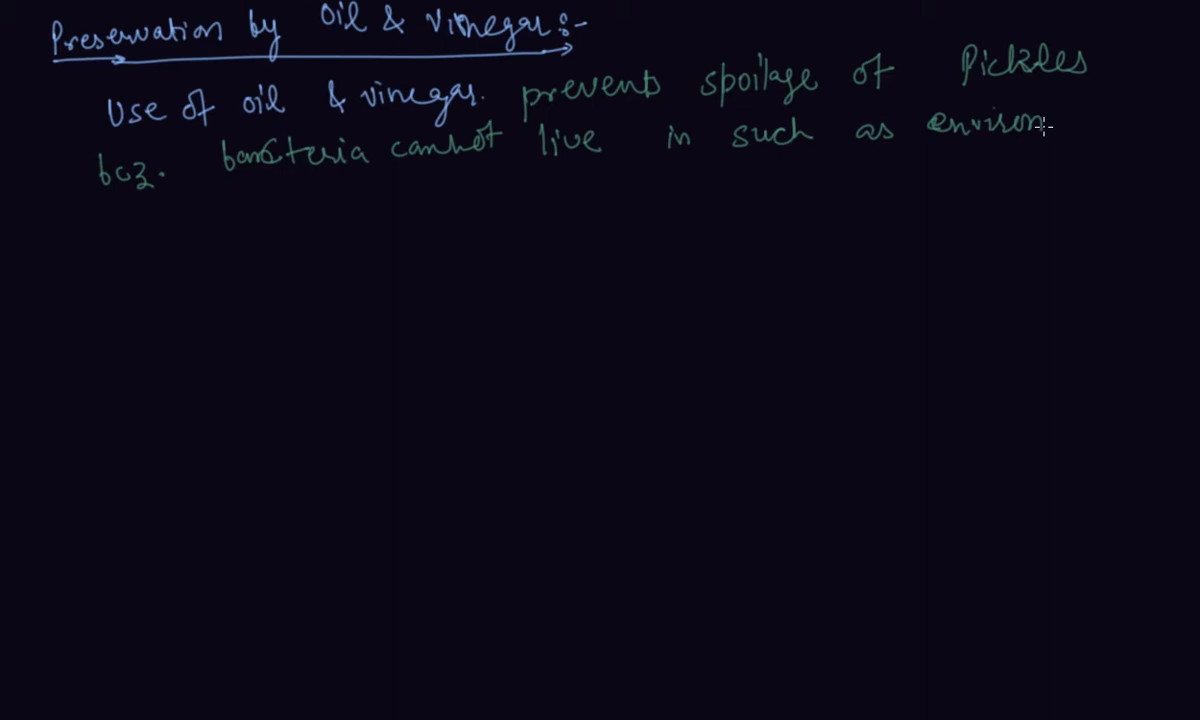 Preservation by Oil & Vinegar:-
Use of oil & vinegar. prevents spoilage of Pickles
bcz. bacteria cannot live in such as environ